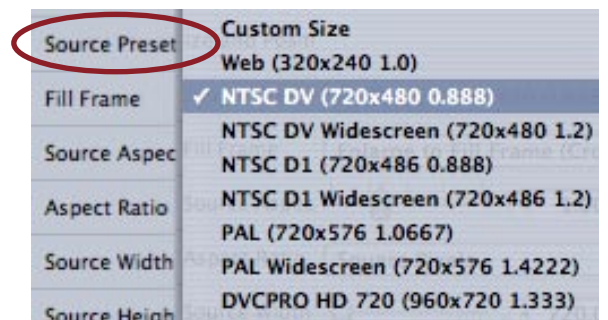 Source Preset
Fill Frame
Source Aspec
Aspect Ratio
Source Width
Source Heigh
Custom Size
Web (320x240 1.0)
✓ NTSC DV (720x480 0.888)
NTSC DV Widescreen (720x480 1.2)
NTSC D1 (720x486 0.888)
NTSC D1 Widescreen (720x486 1.2)
PAL (720x576 1.0667)
PAL Widescreen (720x576 1.4222)
DVCPRO HD 720 (960x720 1.333)